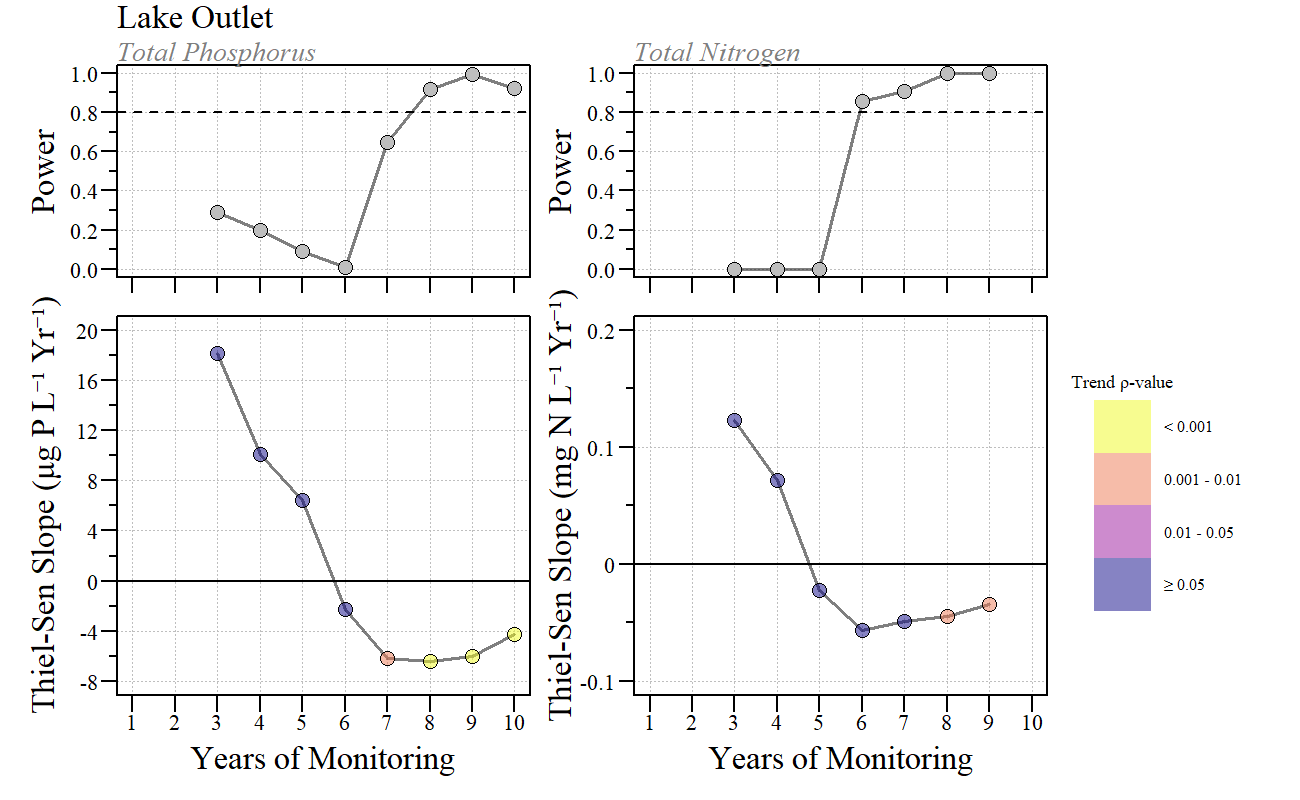 Lake Outlet
Total Phosphorus
Total Nitrogen
Power
1.0
0.8
0.6
0.4
0.2
0.0
Power
1.0
0.8
0.6
0.4
0.2
0.0
Thiel-Sen Slope (µg P L⁻¹ Yr⁻¹)
20
16
12
8
4
0
-4
-8
1 2 3 4 5 6 7 8 9 10
Years of Monitoring
Thiel-Sen Slope (mg N L⁻¹ Yr⁻¹)
0.2
0.1
0
-0.1
1 2 3 4 5 6 7 8 9 10
Years of Monitoring
Trend ρ-value
< 0.001
0.001 - 0.01
0.01 - 0.05
≥ 0.05